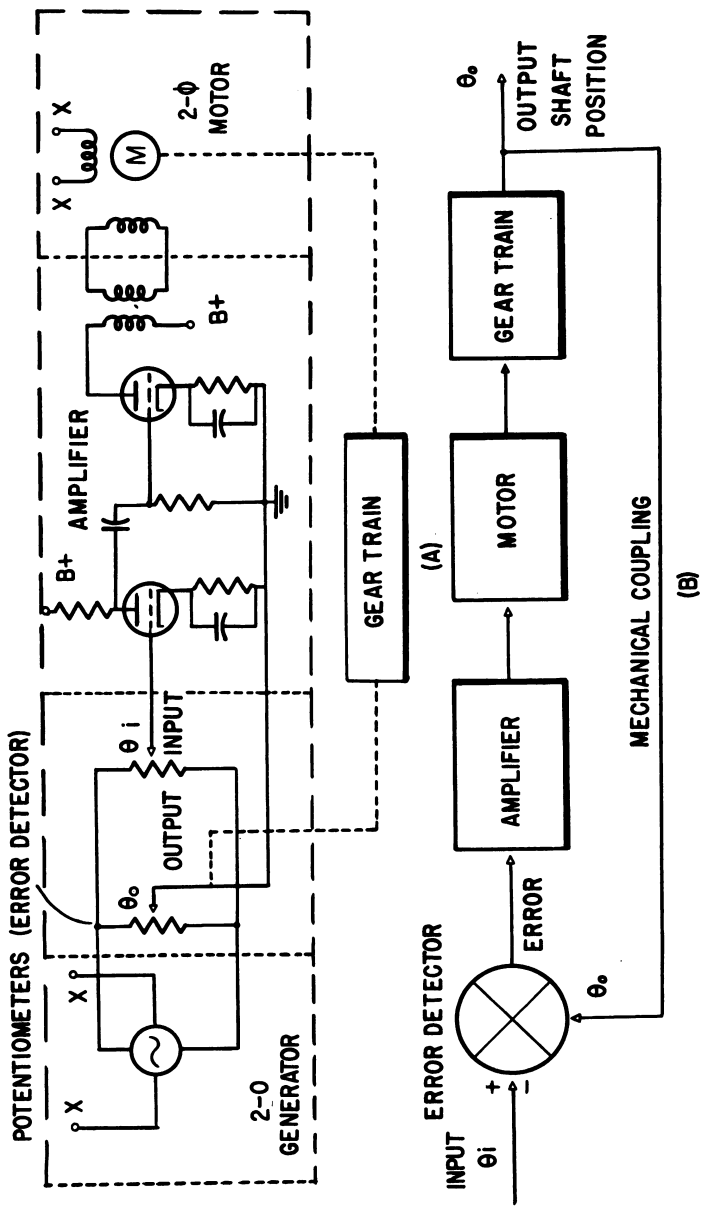 POTENTIOMETERS (ERROR DETECTOR)
X
X
2-O
GENERATOR
θo
OUTPUT
θ i
INPUT
B+
AMPLIFIER
B+
X
X
M
2-ϕ
MOTOR
GEAR TRAIN
(A)
ERROR DETECTOR
INPUT
θi
+
−
θo
ERROR
AMPLIFIER
MOTOR
GEAR TRAIN
θo
OUTPUT
SHAFT
POSITION
MECHANICAL COUPLING
(B)